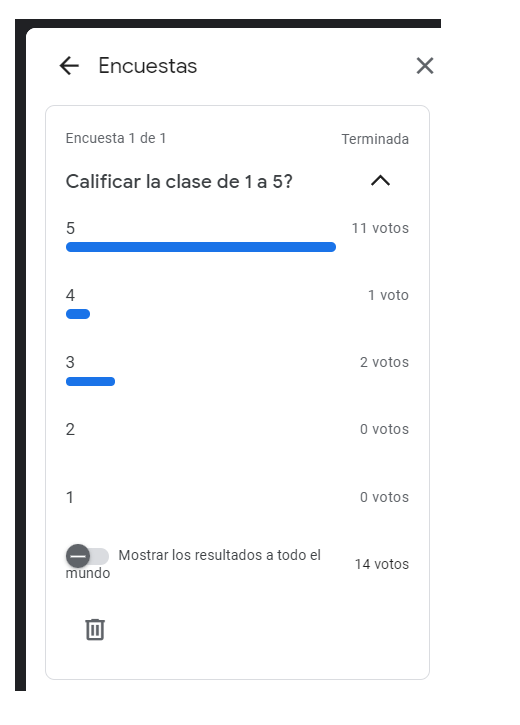 Encuestas
Encuesta 1 de 1
Terminada
Calificar la clase de 1 a 5?
5
11 votos
4
1 voto
3
2 votos
2
0 votos
1
0 votos
Mostrar los resultados a todo el
mundo
14 votos